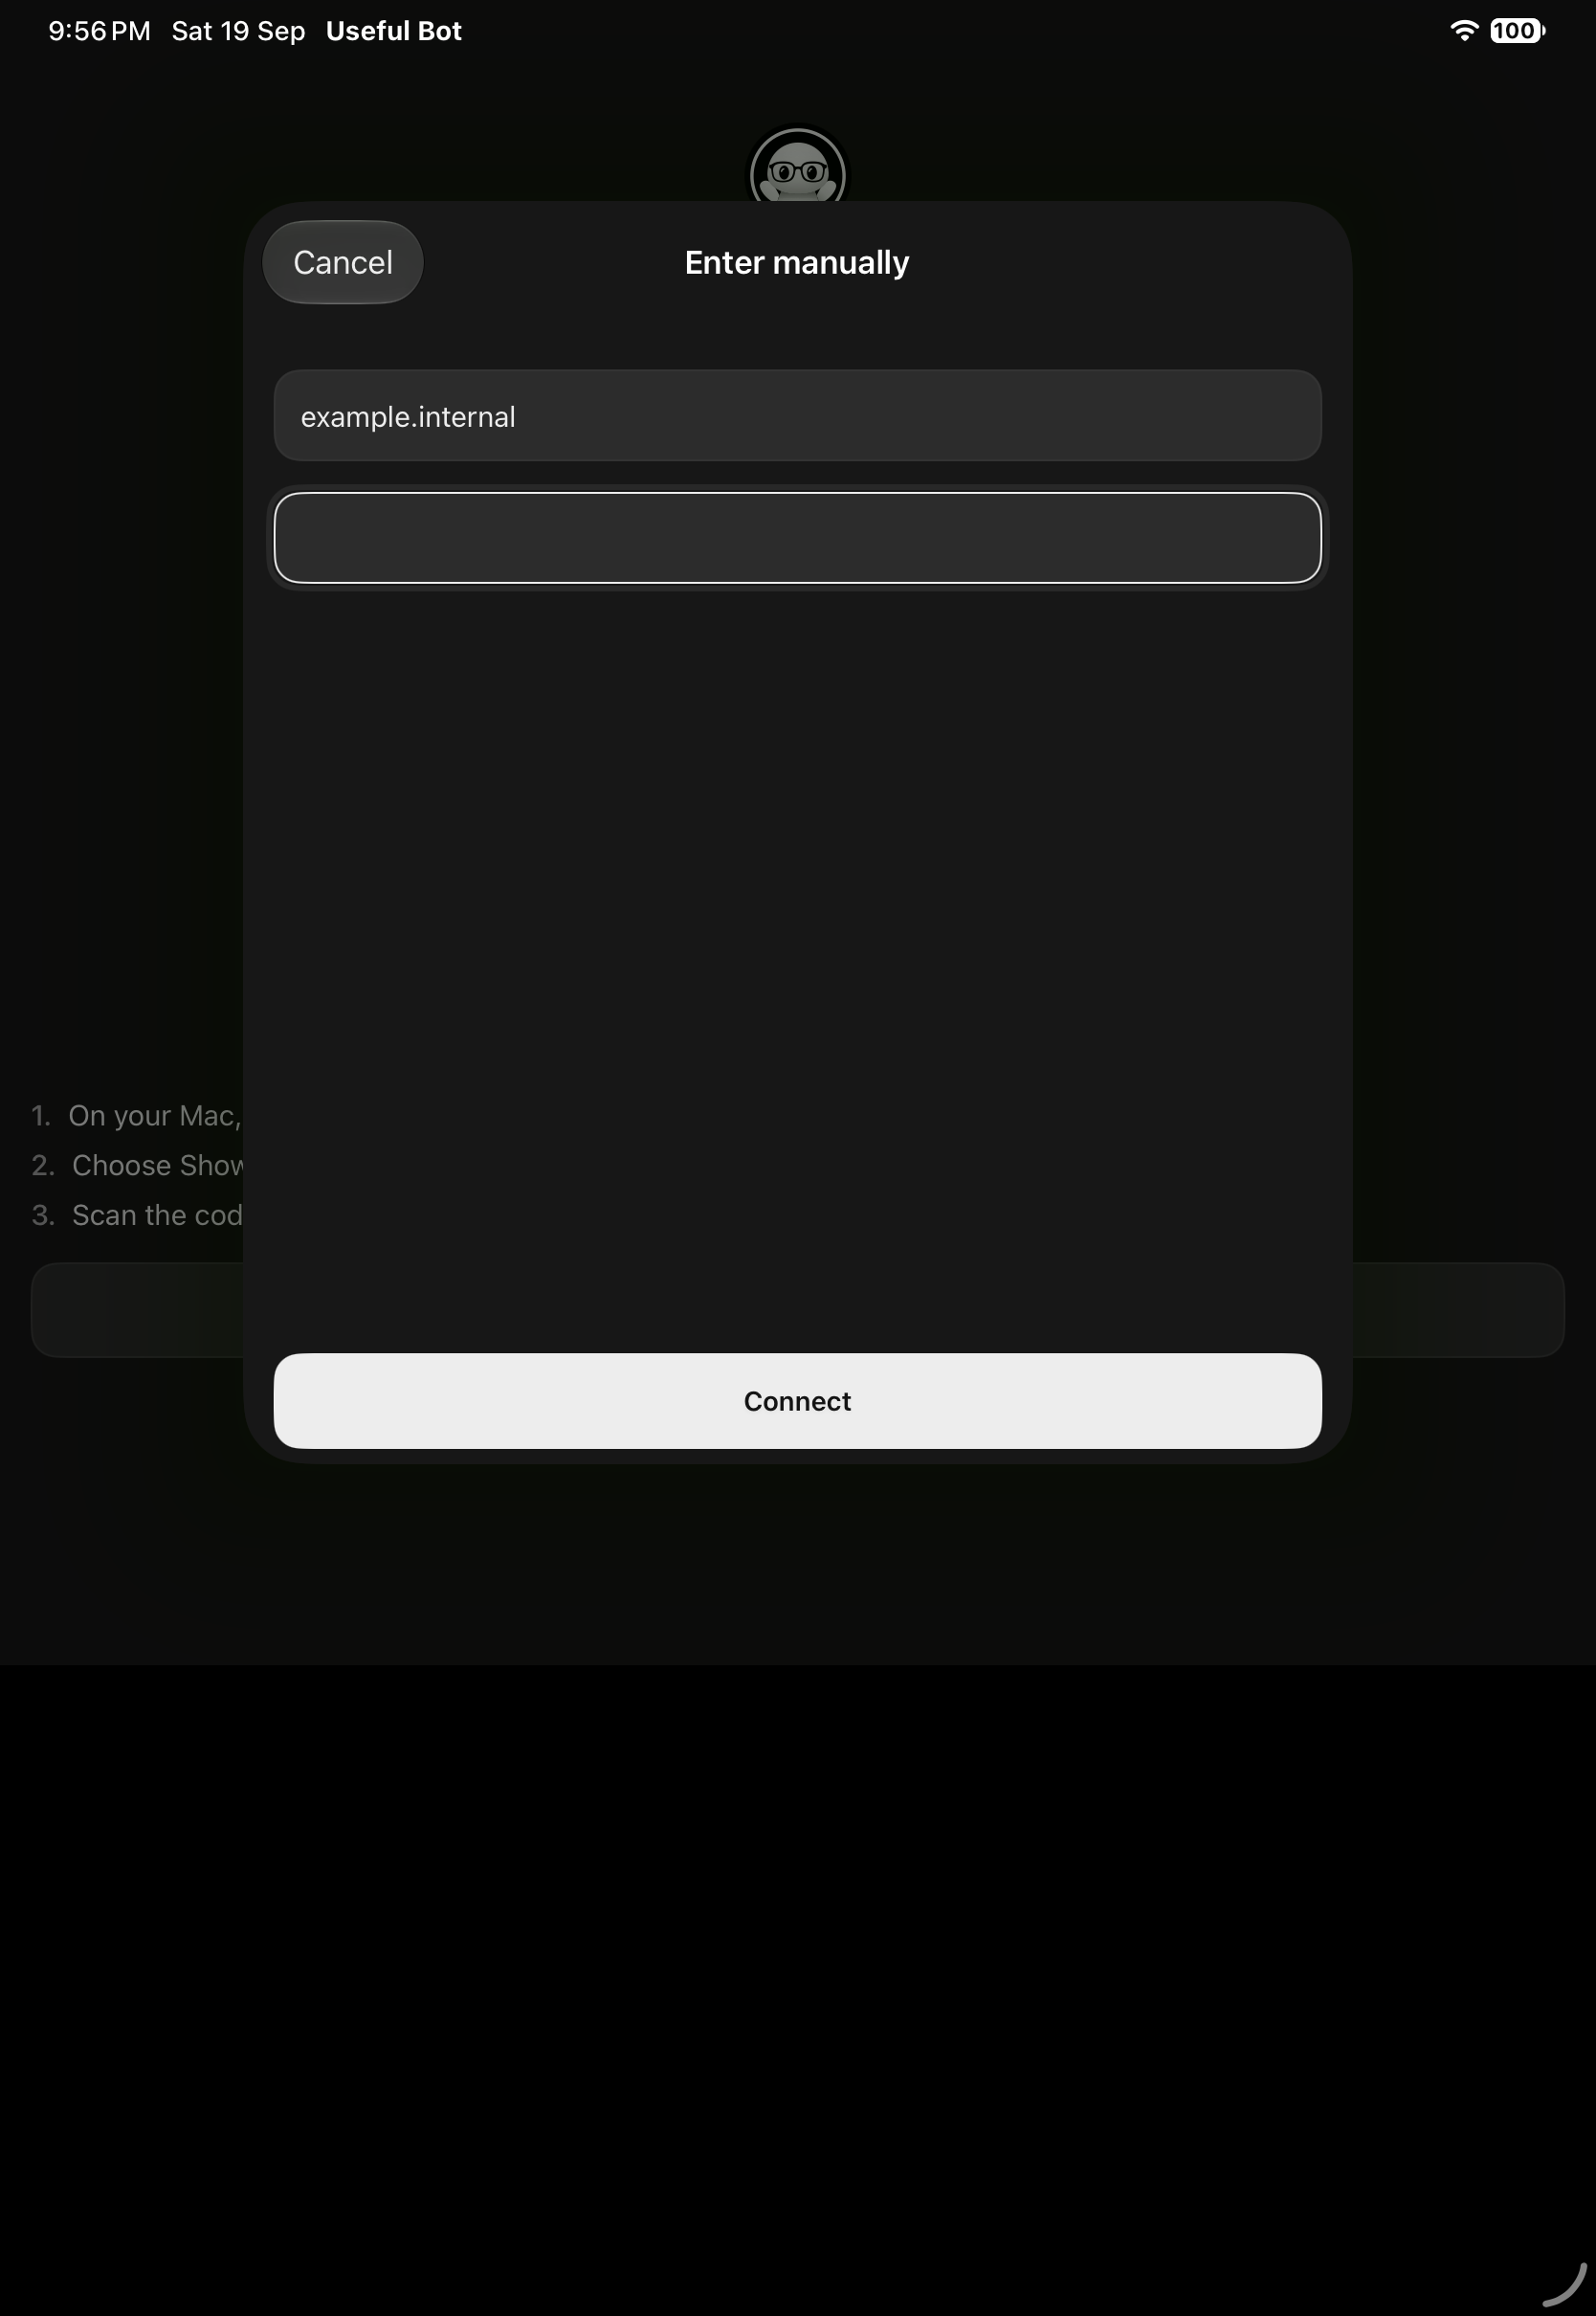 9:56 PM Sat 19 Sep Useful Bot 100
Cancel Enter manually
example.internal
1. On your Mac,
2. Choose Show
3. Scan the cod
Connect